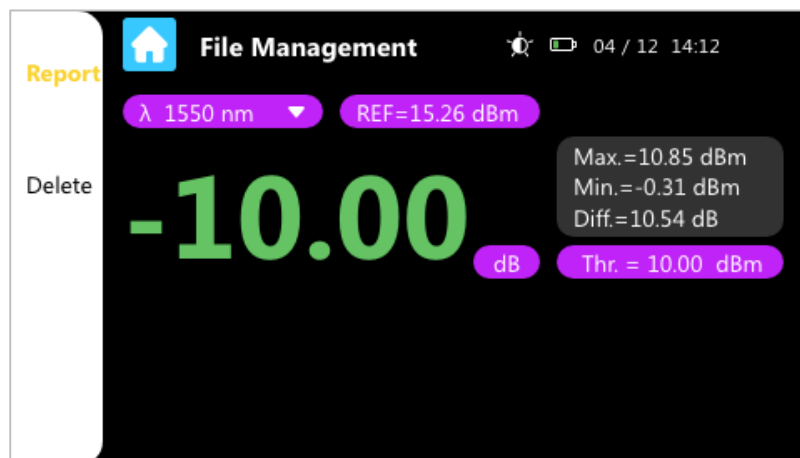 File Management 04 / 12 14:12
Report
λ 1550 nm REF=15.26 dBm
Delete
-10.00 dB
Max.=10.85 dBm
Min.=-0.31 dBm
Diff.=10.54 dB
Thr. = 10.00 dBm